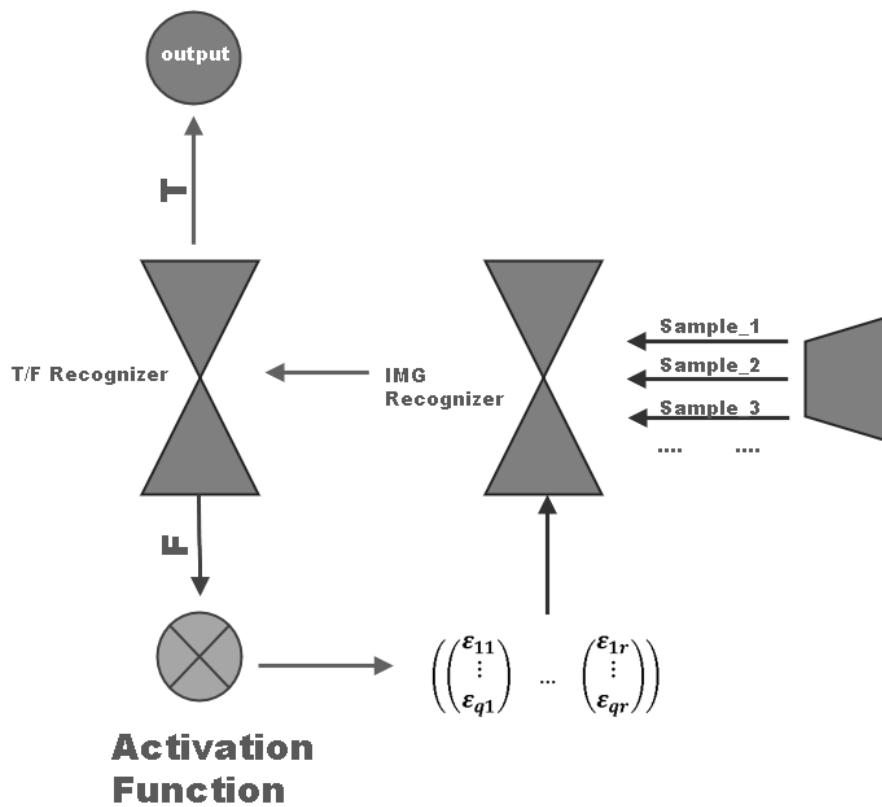 output
T
Sample_1
T/F Recognizer
IMG
Recognizer
Sample_2
Sample_3
.... ....
F
((ε11 ⋮ εq1) ... (ε1r ⋮ εqr))
Activation
Function